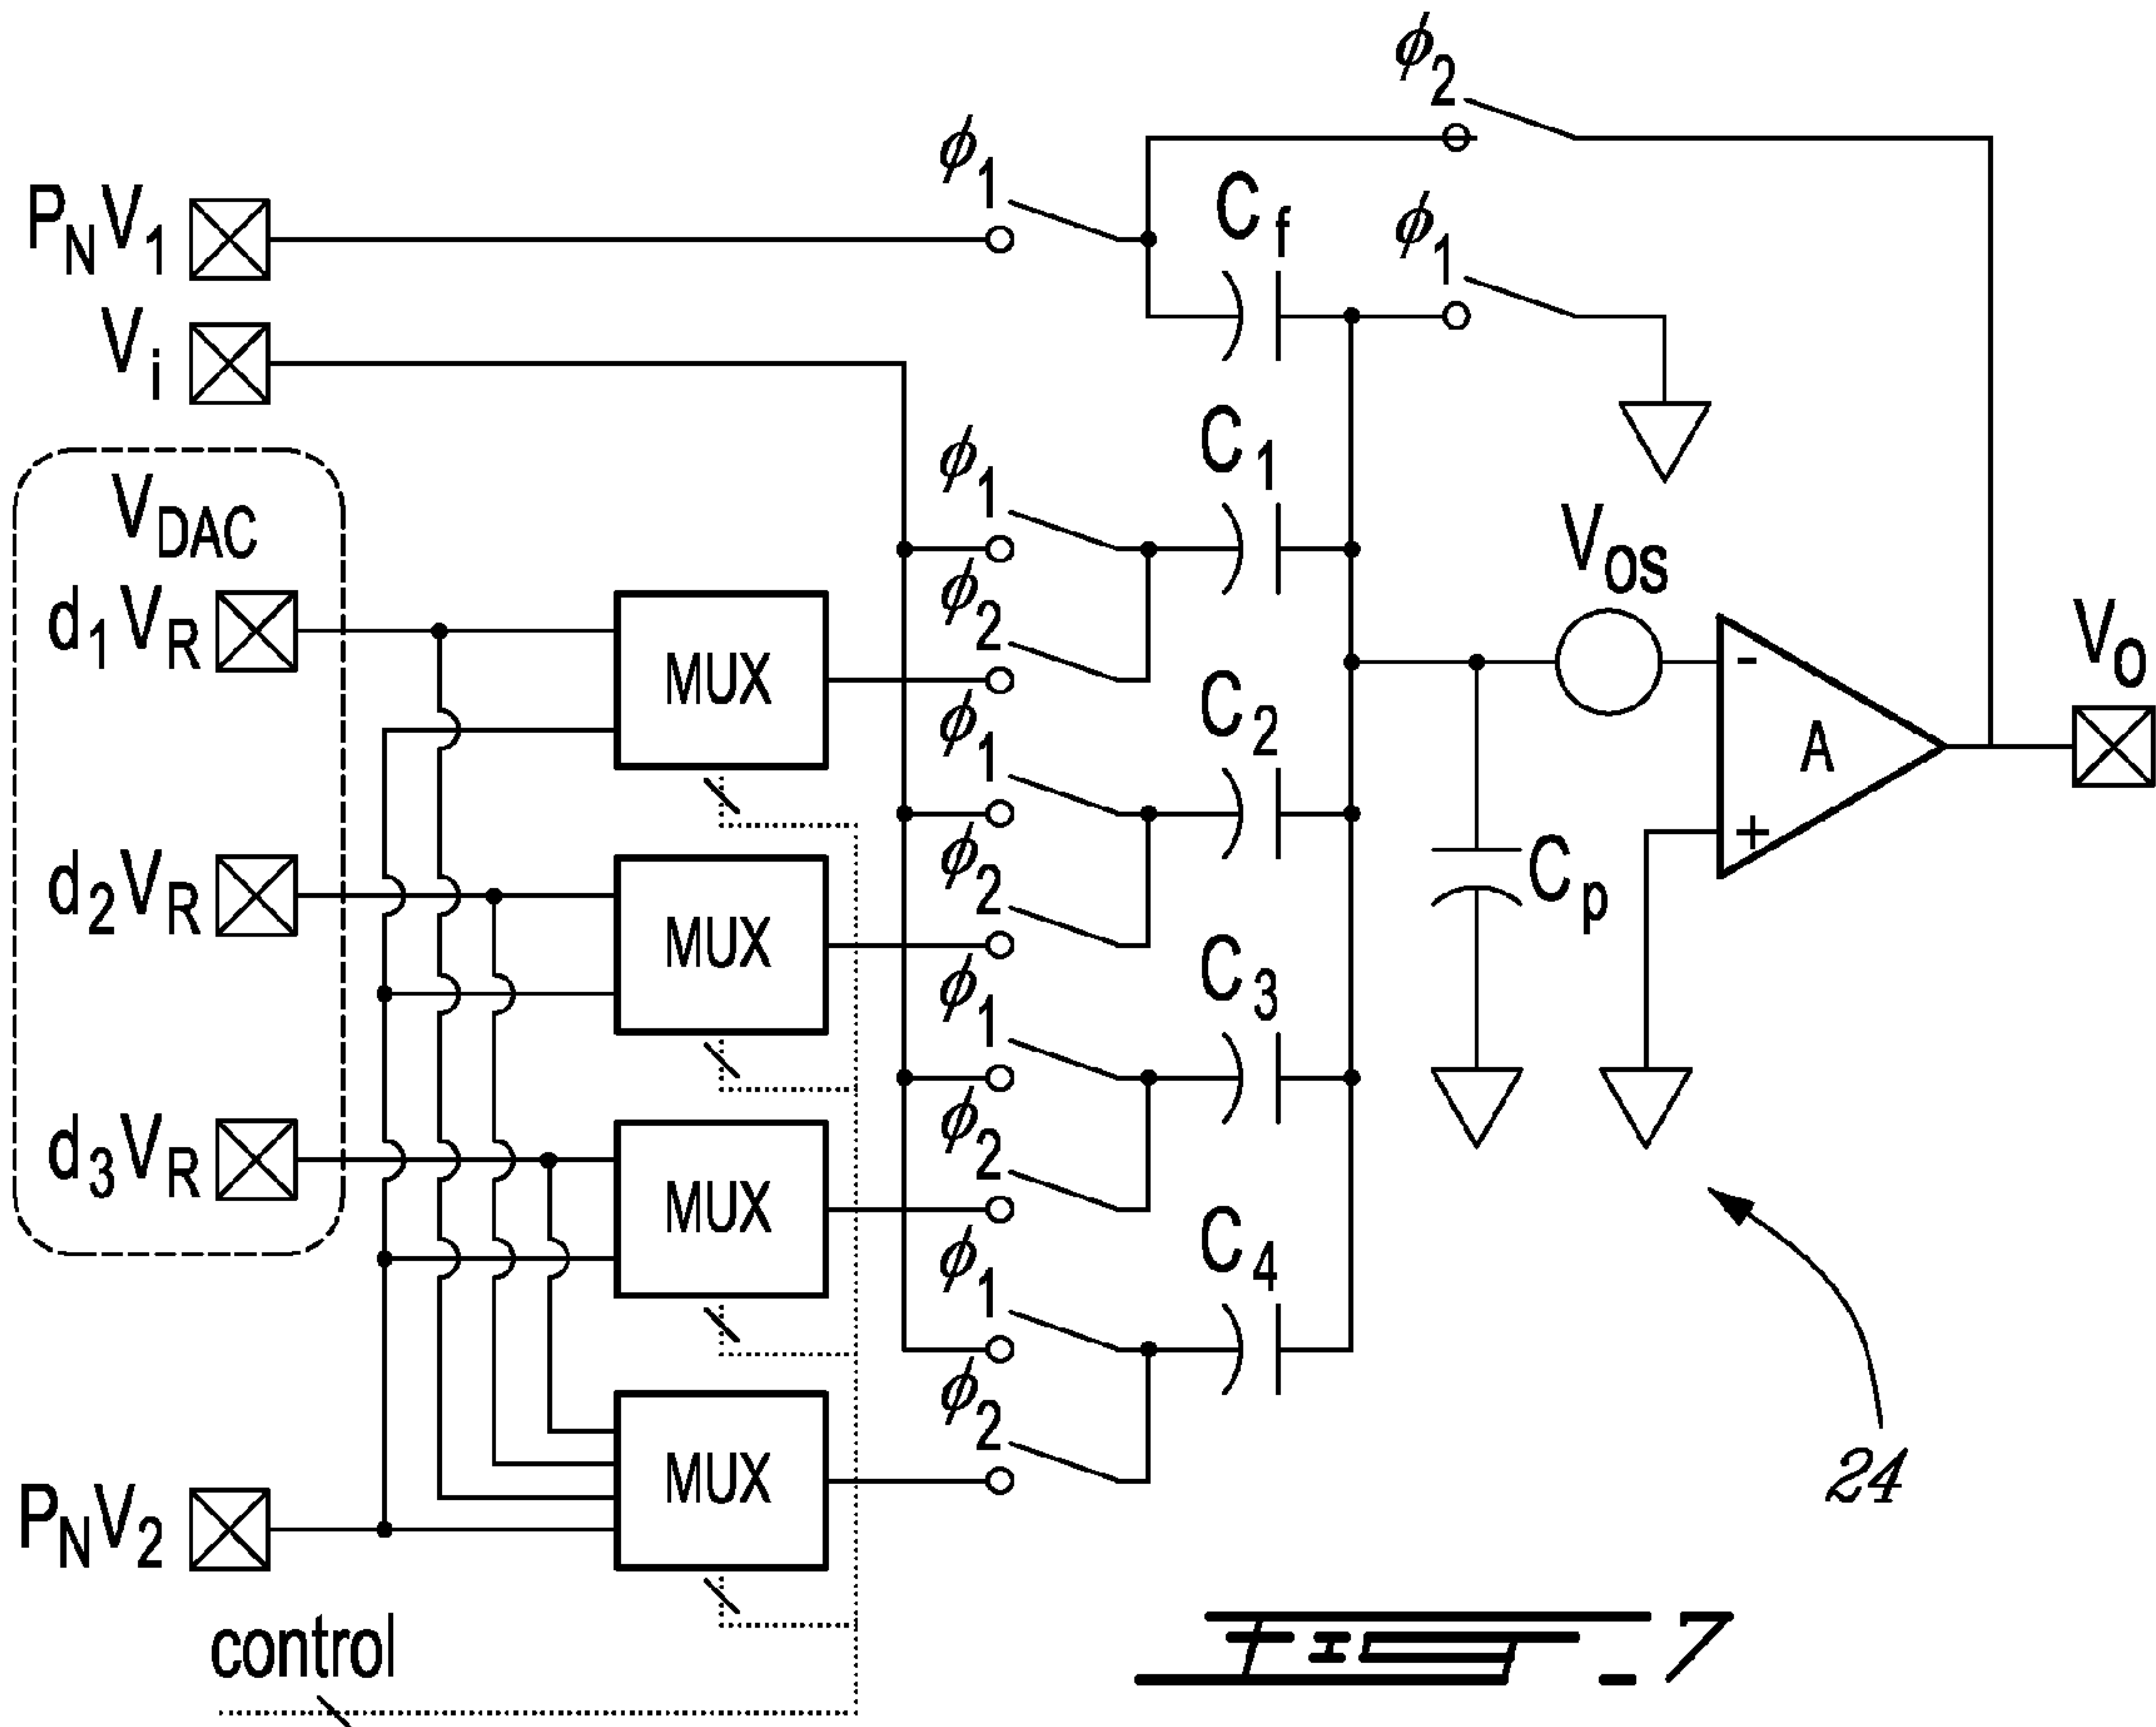 ϕ2
PNV1
ϕ1
Cf
ϕ1
Vi
VDAC
ϕ1
C1
d1VR
MUX
ϕ2
VOS
-
A
+
VO
ϕ1
C2
Cp
d2VR
MUX
ϕ2
ϕ1
C3
d3VR
MUX
ϕ2
ϕ1
C4
PNV2
MUX
ϕ2
24
control
FIG-7